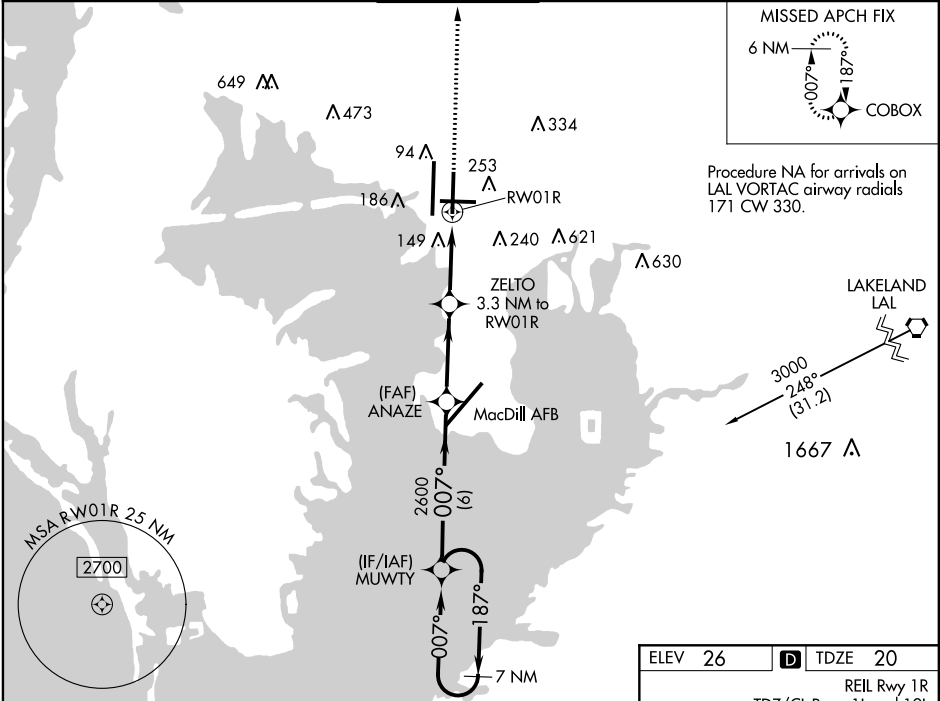 MISSED APCH FIX
6 NM
007°
187°
COBOX
649
473
334
94
253
186
RW01R
149
240
621
630
Procedure NA for arrivals on
LAL VORTAC airway radials
171 CW 330.
ZELTO
3.3 NM to
RW01R
LAKELAND
LAL
3000
248°
(31.2)
(FAF)
ANAZE
MacDill AFB
1667
2600
007°
(6)
MSA RW01R 25 NM
2700
(IF/IAF)
MUWTY
007°
187°
7 NM
ELEV 26 D TDZE 20
REIL Rwy 1R